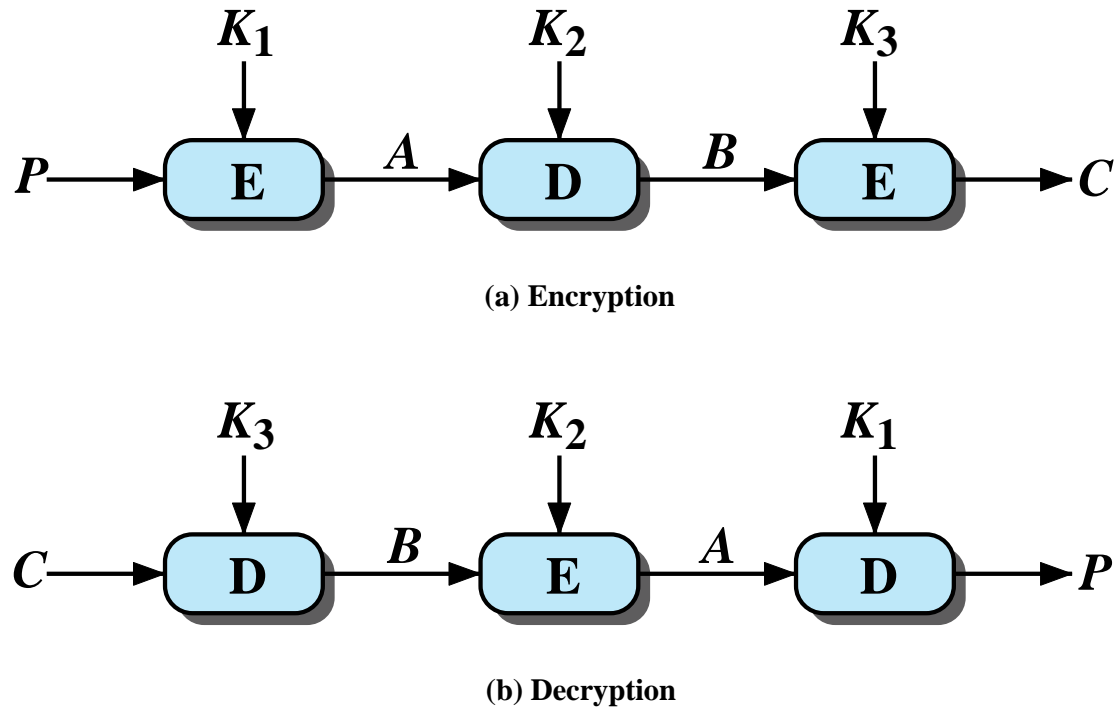 K1 K2 K3
P E A D B E C
(a) Encryption
K3 K2 K1
C D B E A D P
(b) Decryption